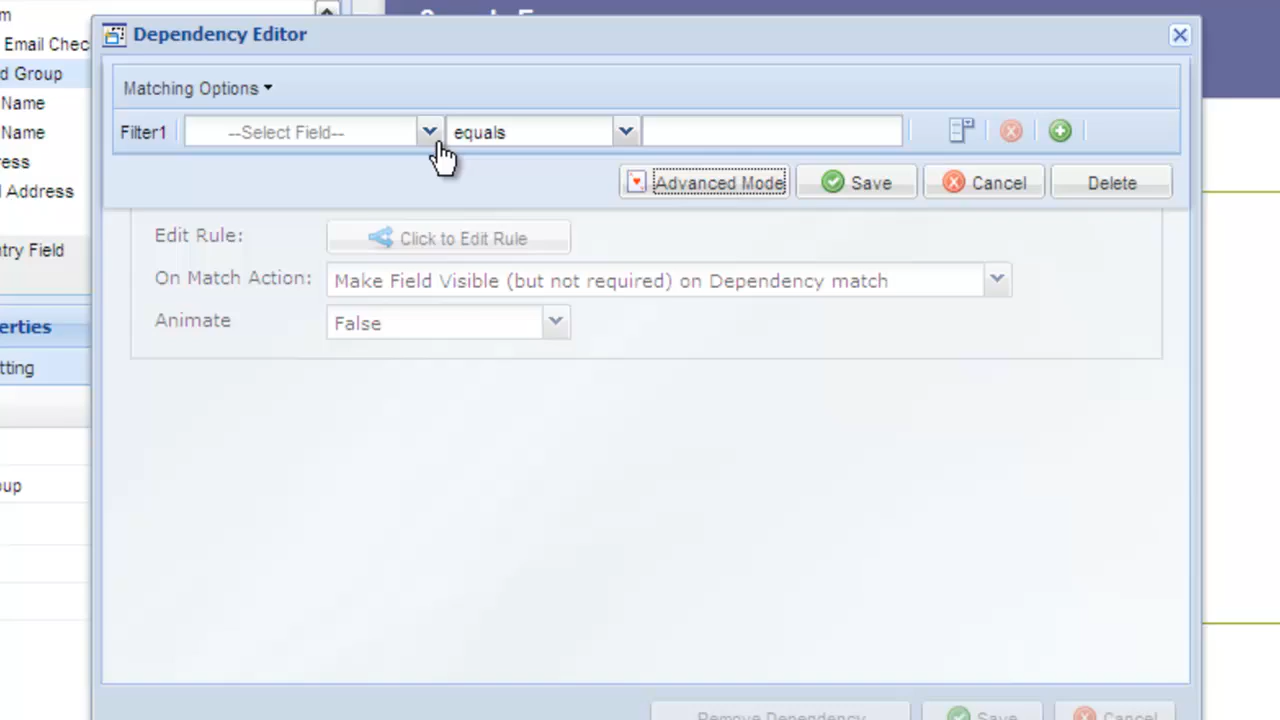 Dependency Editor
Email Chec
d Group
Name
Matching Options
Name
Filter1 --Select Field-- equals
ress
Address
Advanced Mode Save Cancel Delete
Edit Rule: Click to Edit Rule
try Field
On Match Action: Make Field Visible (but not required) on Dependency match
Animate False
erties
tting
oup
Remove Dependency Save Cancel